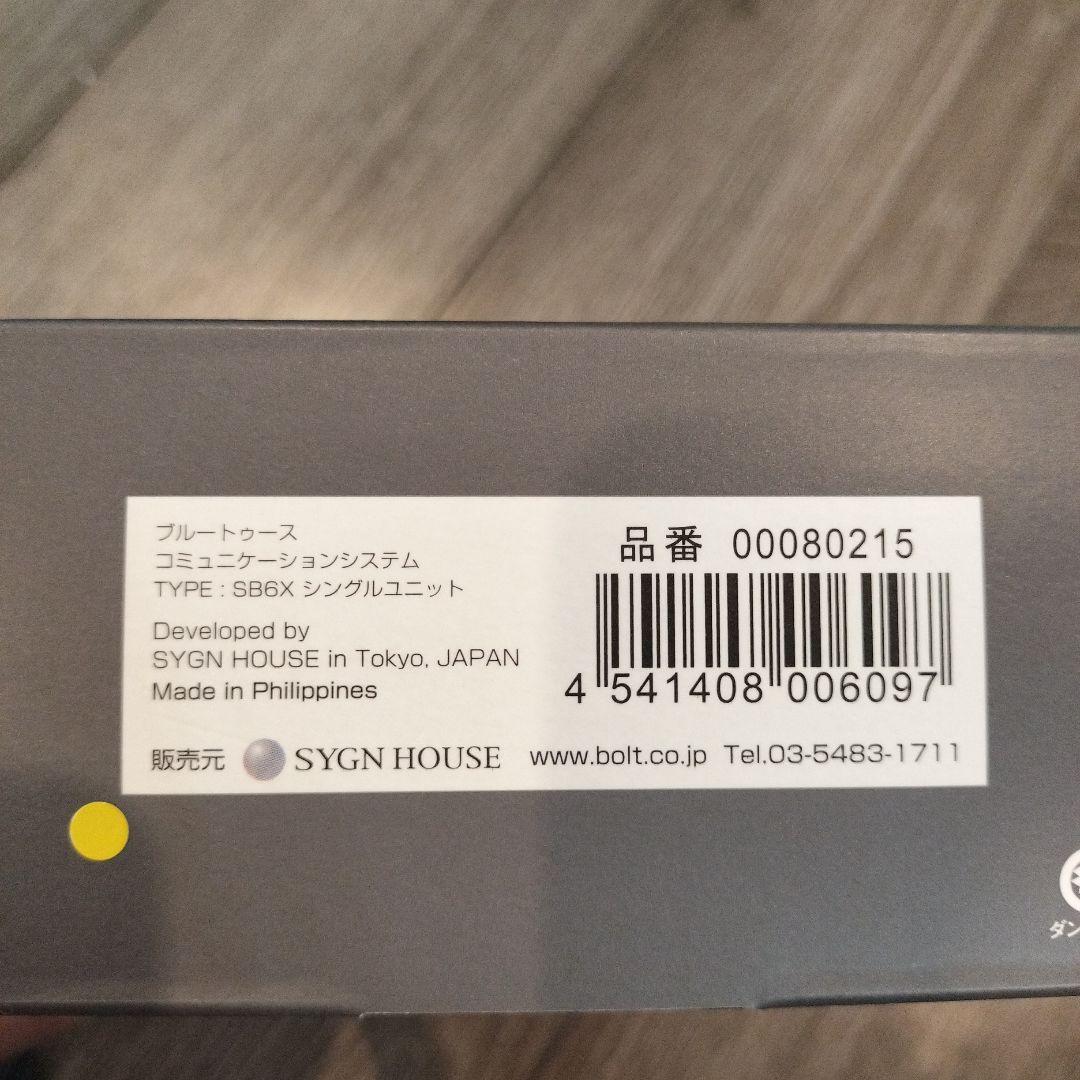 ブルートゥース
コミュニケーションシステム
TYPE : SB6X シングルユニット
Developed by
SYGN HOUSE in Tokyo, JAPAN
Made in Philippines
品番 00080215
4 541408 006097
販売元 SYGN HOUSE www.bolt.co.jp Tel.03-5483-1711
ダン